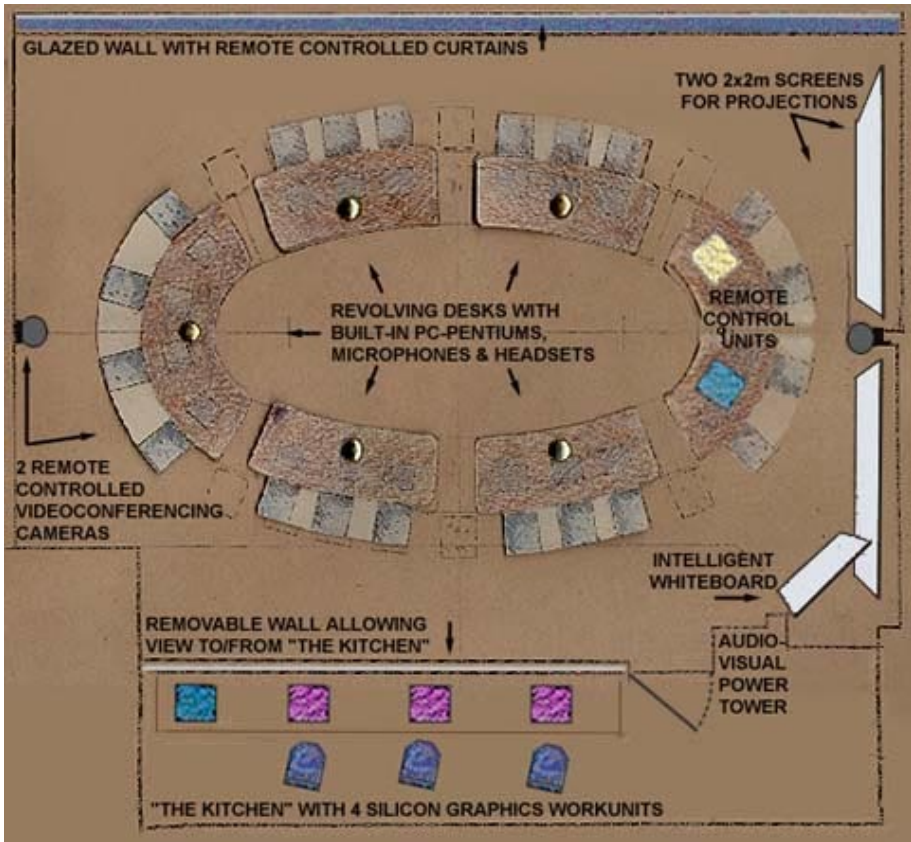 GLAZED WALL WITH REMOTE CONTROLLED CURTAINS
TWO 2x2m SCREENS
FOR PROJECTIONS
REVOLVING DESKS WITH
BUILT-IN PC-PENTIUMS,
MICROPHONES & HEADSETS
REMOTE
CONTROL
UNITS
2 REMOTE
CONTROLLED
VIDEOCONFERENCING
CAMERAS
INTELLIGENT
WHITEBOARD
REMOVABLE WALL ALLOWING
VIEW TO/FROM "THE KITCHEN"
AUDIO-
VISUAL
POWER
TOWER
"THE KITCHEN" WITH 4 SILICON GRAPHICS WORKUNITS